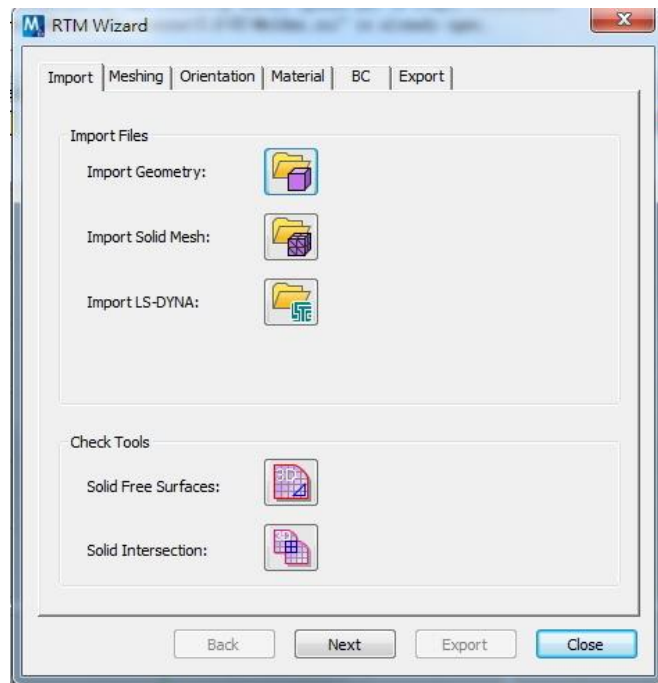 RTM Wizard
Import Meshing Orientation Material BC Export
Import Files
Import Geometry:
Import Solid Mesh:
Import LS-DYNA:
Check Tools
Solid Free Surfaces:
3D
Solid Intersection:
Back Next Export Close